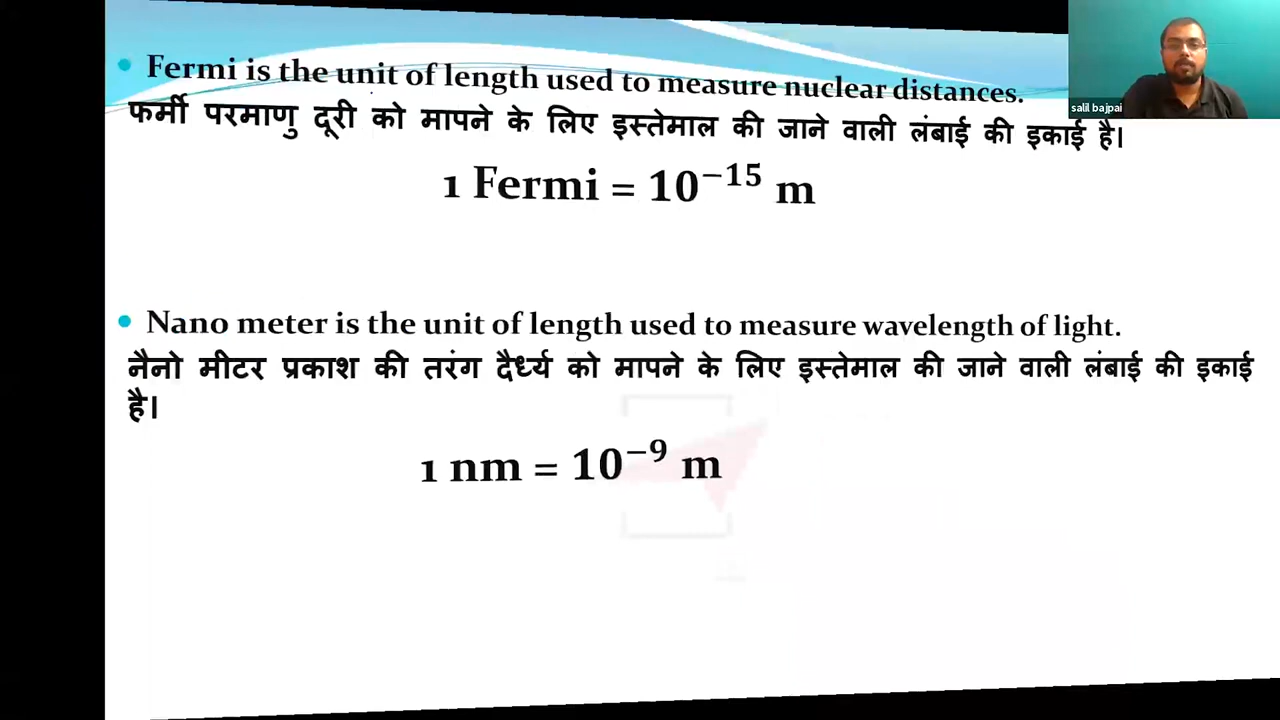 Fermi is the unit of length used to measure nuclear distances.
salil bajpai
फर्मी परमाणु दूरी को मापने के लिए इस्तेमाल की जाने वाली लंबाई की इकाई है।
1 Fermi = 10⁻¹⁵ m
Nano meter is the unit of length used to measure wavelength of light.
नैनो मीटर प्रकाश की तरंग दैर्ध्य को मापने के लिए इस्तेमाल की जाने वाली लंबाई की इकाई
है।
1 nm = 10⁻⁹ m